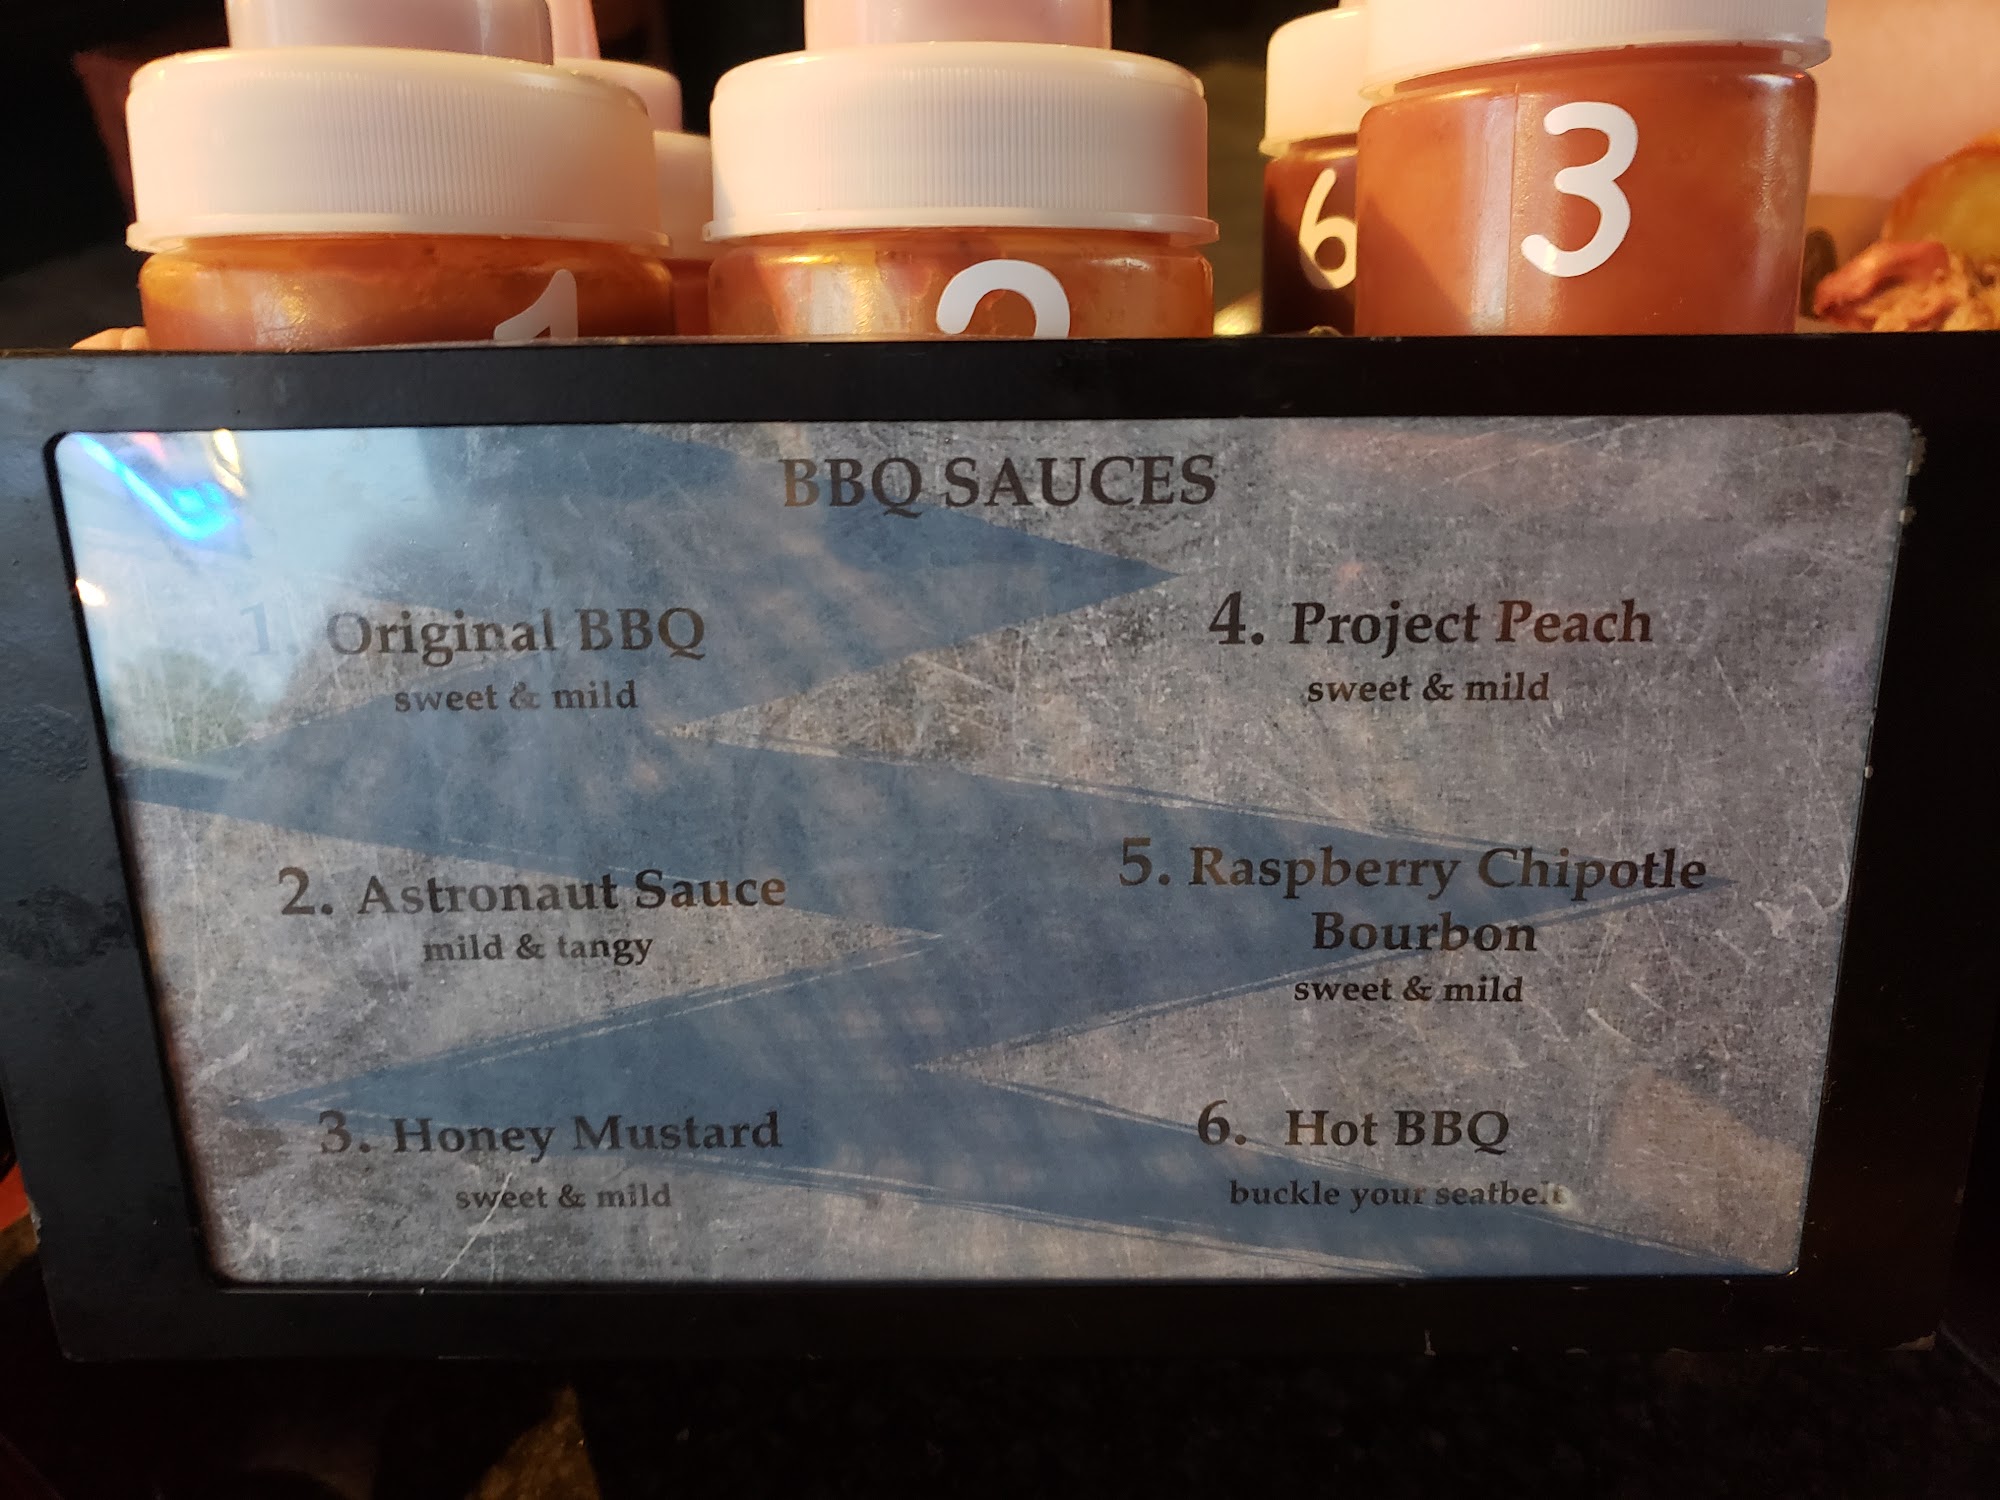 1
2
6
3
BBQ SAUCES
1. Original BBQ
sweet & mild
2. Astronaut Sauce
mild & tangy
3. Honey Mustard
sweet & mild
4. Project Peach
sweet & mild
5. Raspberry Chipotle
Bourbon
sweet & mild
6. Hot BBQ
buckle your seatbelt